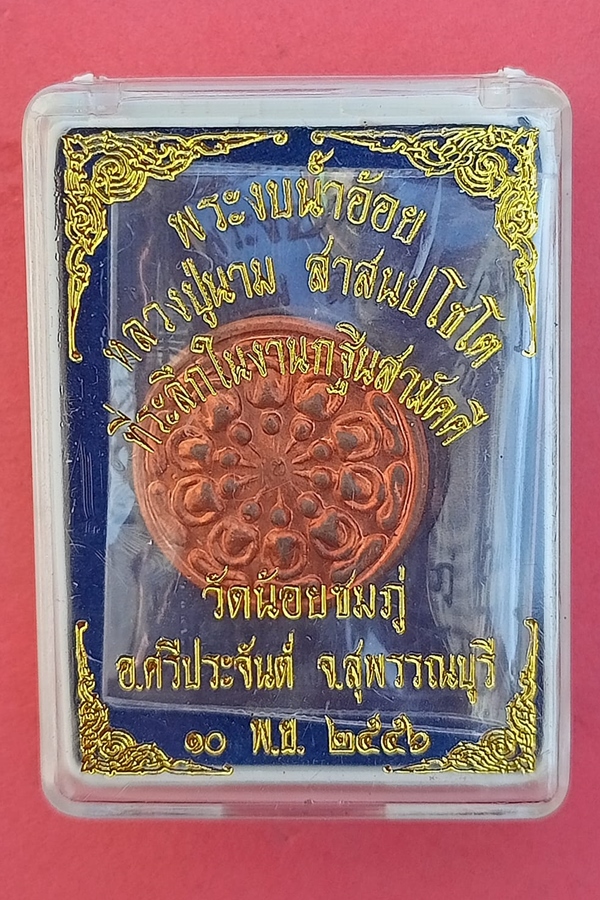 พระงบน้ำอ้อย
หลวงปู่นาม สาสนปโชโต
ที่ระลึกในงานกฐินสามัคคี
วัดน้อยชมภู่
อ.ศรีประจันต์ จ.สุพรรณบุรี
๑๐ พ.ย. ๒๕๔๖